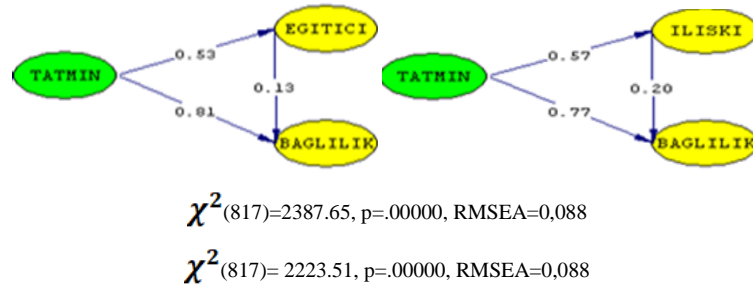 EGITICI ILISKI
0.53 0.57
TATMIN 0.13 TATMIN 0.20
0.81 0.77
BAGLILIK BAGLILIK
χ²(817)=2387.65, p=.00000, RMSEA=0,088
χ²(817)= 2223.51, p=.00000, RMSEA=0,088